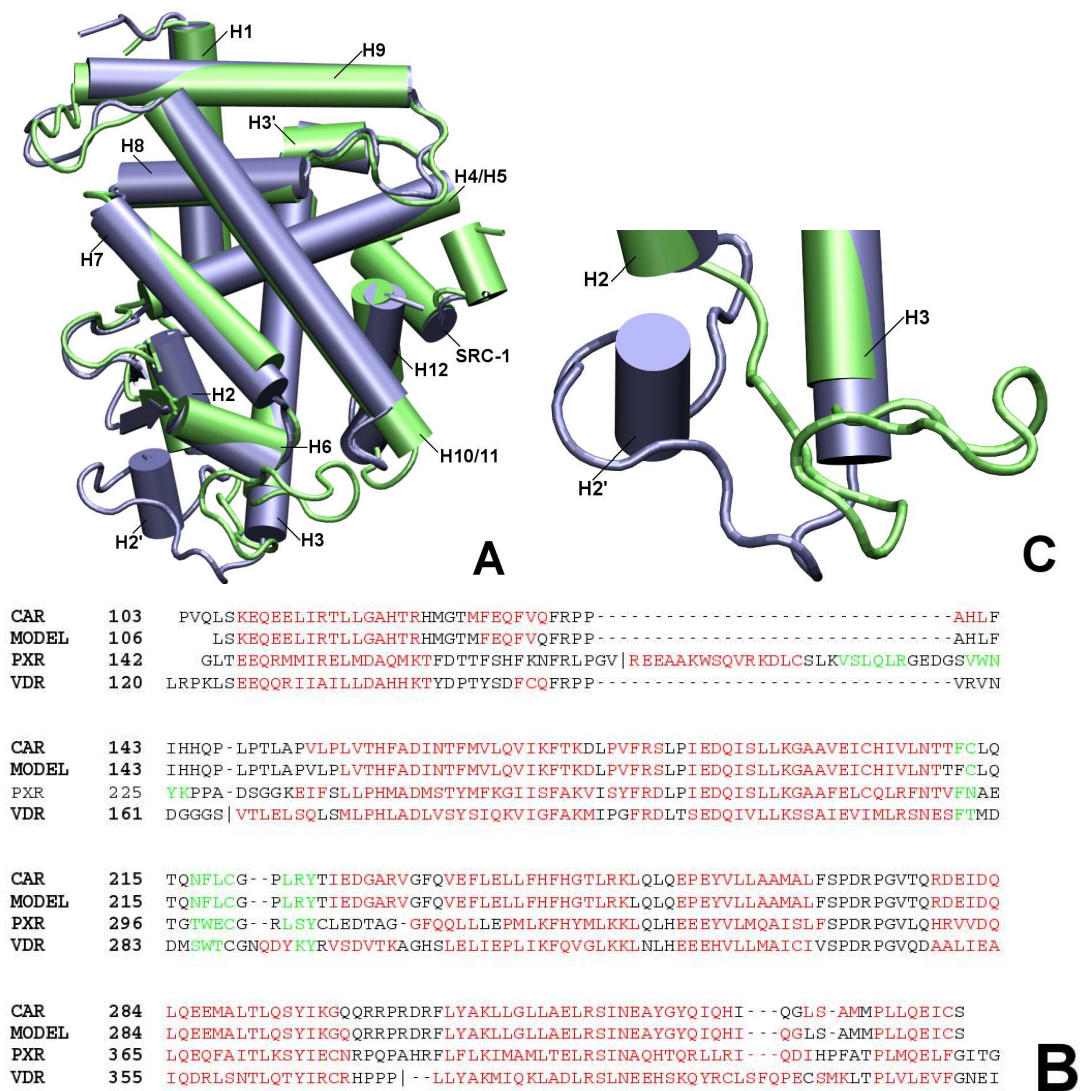 H1
H9
H3'
H8
H4/H5
H7
SRC-1
H12
H2
H6
H10/11
H2'
H3
A
H2
H3
H2'
C
CAR 103 PVQLSKEQEELIRTLLGAHTRHMGTMFEQFVQFRPP------------------------------AHLF
MODEL 106 LSKEQEELIRTLLGAHTRHMGTMFEQFVQFRPP------------------------------AHLF
PXR 142 GLTEEQRMMIRELMDAQMKTFDTTFSHFKNFRLPGV|REEAAKWSQVRKDLCSLKVSLQLRGEDGSVWN
VDR 120 LRPKLSEEQQRIIAILLDAHHKTYDPTYSDFCQFRPP------------------------------VRVN
CAR 143 IHHQP-LPTLAPVLPLVTHFADINTFMVLQVIKFTKDLPVFRSLPIEDQISLLKGAAVEICHIVLNTTFCLQ
MODEL 143 IHHQP-LPTLAPVLPLVTHFADINTFMVLQVIKFTKDLPVFRSLPIEDQISLLKGAAVEICHIVLNTTFCLQ
PXR 225 YKPPA-DSGGKEIFSLLPHMADMSTYMFKGIISFAKVISYFRDLPIEDQISLLKGAAFELCQLRFNTVFNAE
VDR 161 DGGGS|VTLELSQLSMLPHLADLVSYSIQKVIGFAKMIPGFRDLTSEDQIVLLKSSAIEVIMLRSNESFTMD
CAR 215 TQNFLCG--PLRYTIEDGARVGFQVEFLELLFHFHGTLRKLQLQEPEYVLLAAMALFSPDRPGVTQRDEIDQ
MODEL 215 TQNFLCG--PLRYTIEDGARVGFQVEFLELLFHFHGTLRKLQLQEPEYVLLAAMALFSPDRPGVTQRDEIDQ
PXR 296 TGTWECG--RLSYCLEDTAG-GFQQLLLEPMLKFHYMLKKLQLHEEEYVLMQAISLFSPDRPGVLQHRVVDQ
VDR 283 DMSWTCGNQDYKYRVSDVTKAGHSLELIEPLIKFQVGLKKLNLHEEEHVLLMAICIVSPDRPGVQDAALIEA
CAR 284 LQEEMALTLQSYIKGQQRRPRDRFLYAKLLGLLAELRSINEAYGYQIQHI---QGLS-AMMPLLQEICS
MODEL 284 LQEEMALTLQSYIKGQQRRPRDRFLYAKLLGLLAELRSINEAYGYQIQHI---QGLS-AMMPLLQEICS
PXR 365 LQEQFAITLKSYIECNRPQPAHRFLFLKIMAMLTELRSINAQHTQRLLRI---QDIHPFATPLMQELFGITG
VDR 355 IQDRLSNTLQTYIRCRHPPP|--LLYAKMIQKLADLRSLNEEHSKQYRCLSFQPECSMKLTPLVLEVFGNEI
B